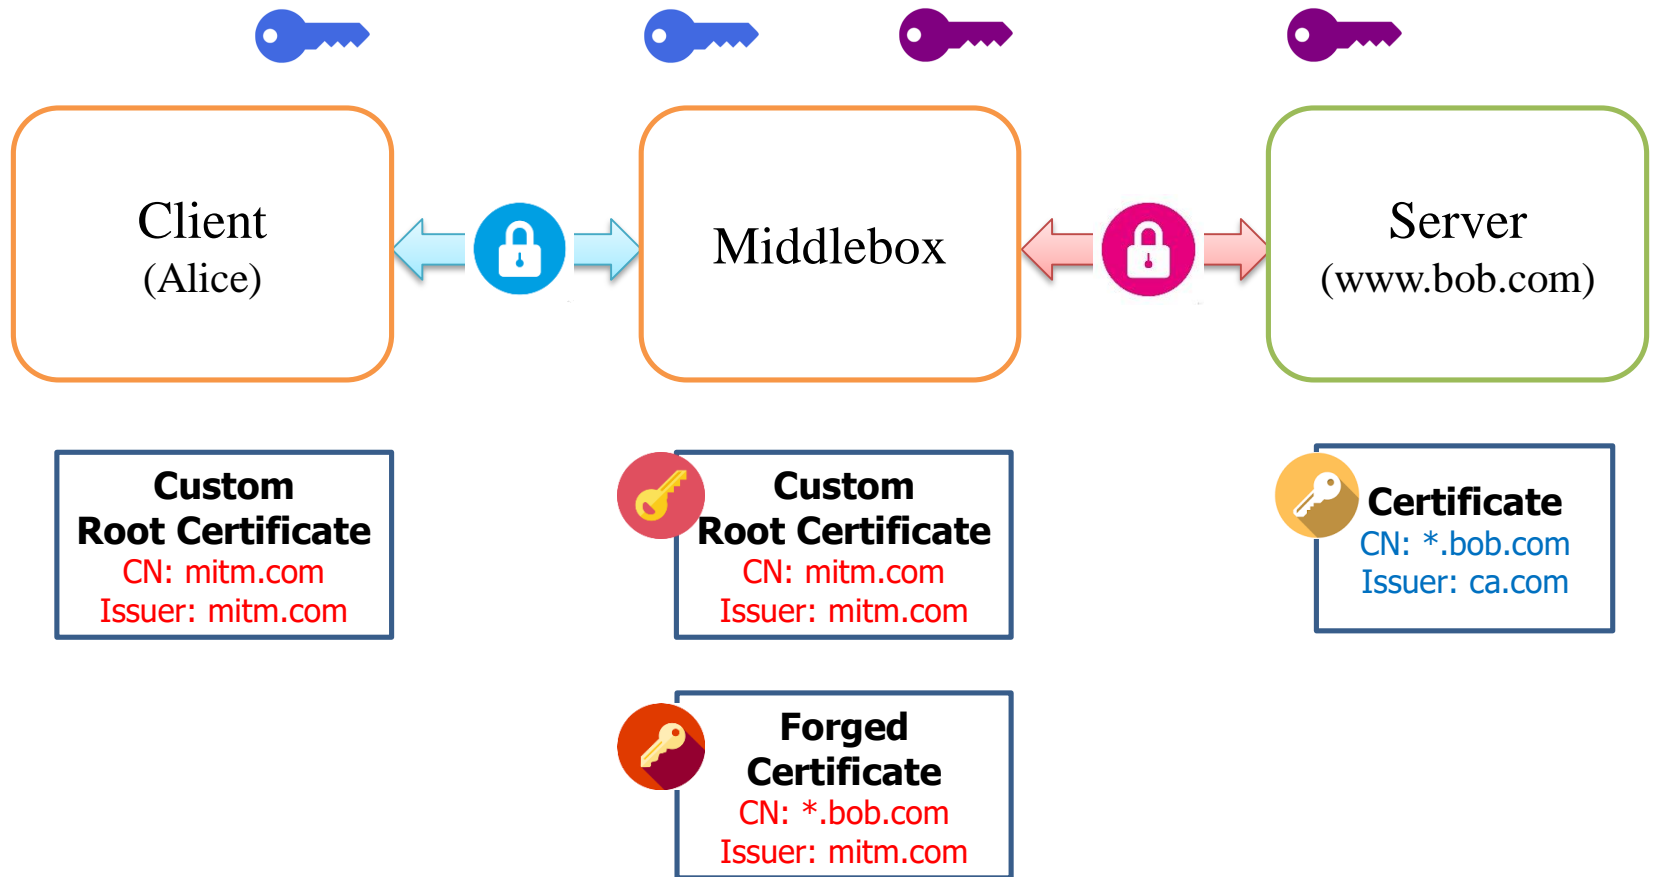 Client
(Alice)
Middlebox
Server
(www.bob.com)
Custom
Root Certificate
CN: mitm.com
Issuer: mitm.com
Custom
Root Certificate
CN: mitm.com
Issuer: mitm.com
Certificate
CN: *.bob.com
Issuer: ca.com
Forged
Certificate
CN: *.bob.com
Issuer: mitm.com